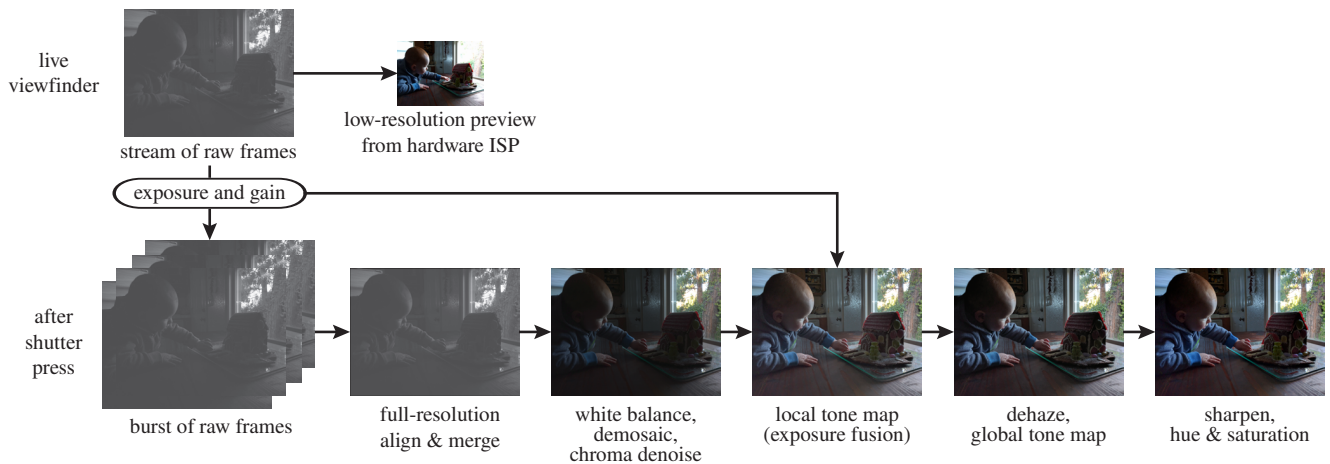 live
viewfinder
stream of raw frames
low-resolution preview
from hardware ISP
exposure and gain
after
shutter
press
burst of raw frames
full-resolution
align & merge
white balance,
demosaic,
chroma denoise
local tone map
(exposure fusion)
dehaze,
global tone map
sharpen,
hue & saturation